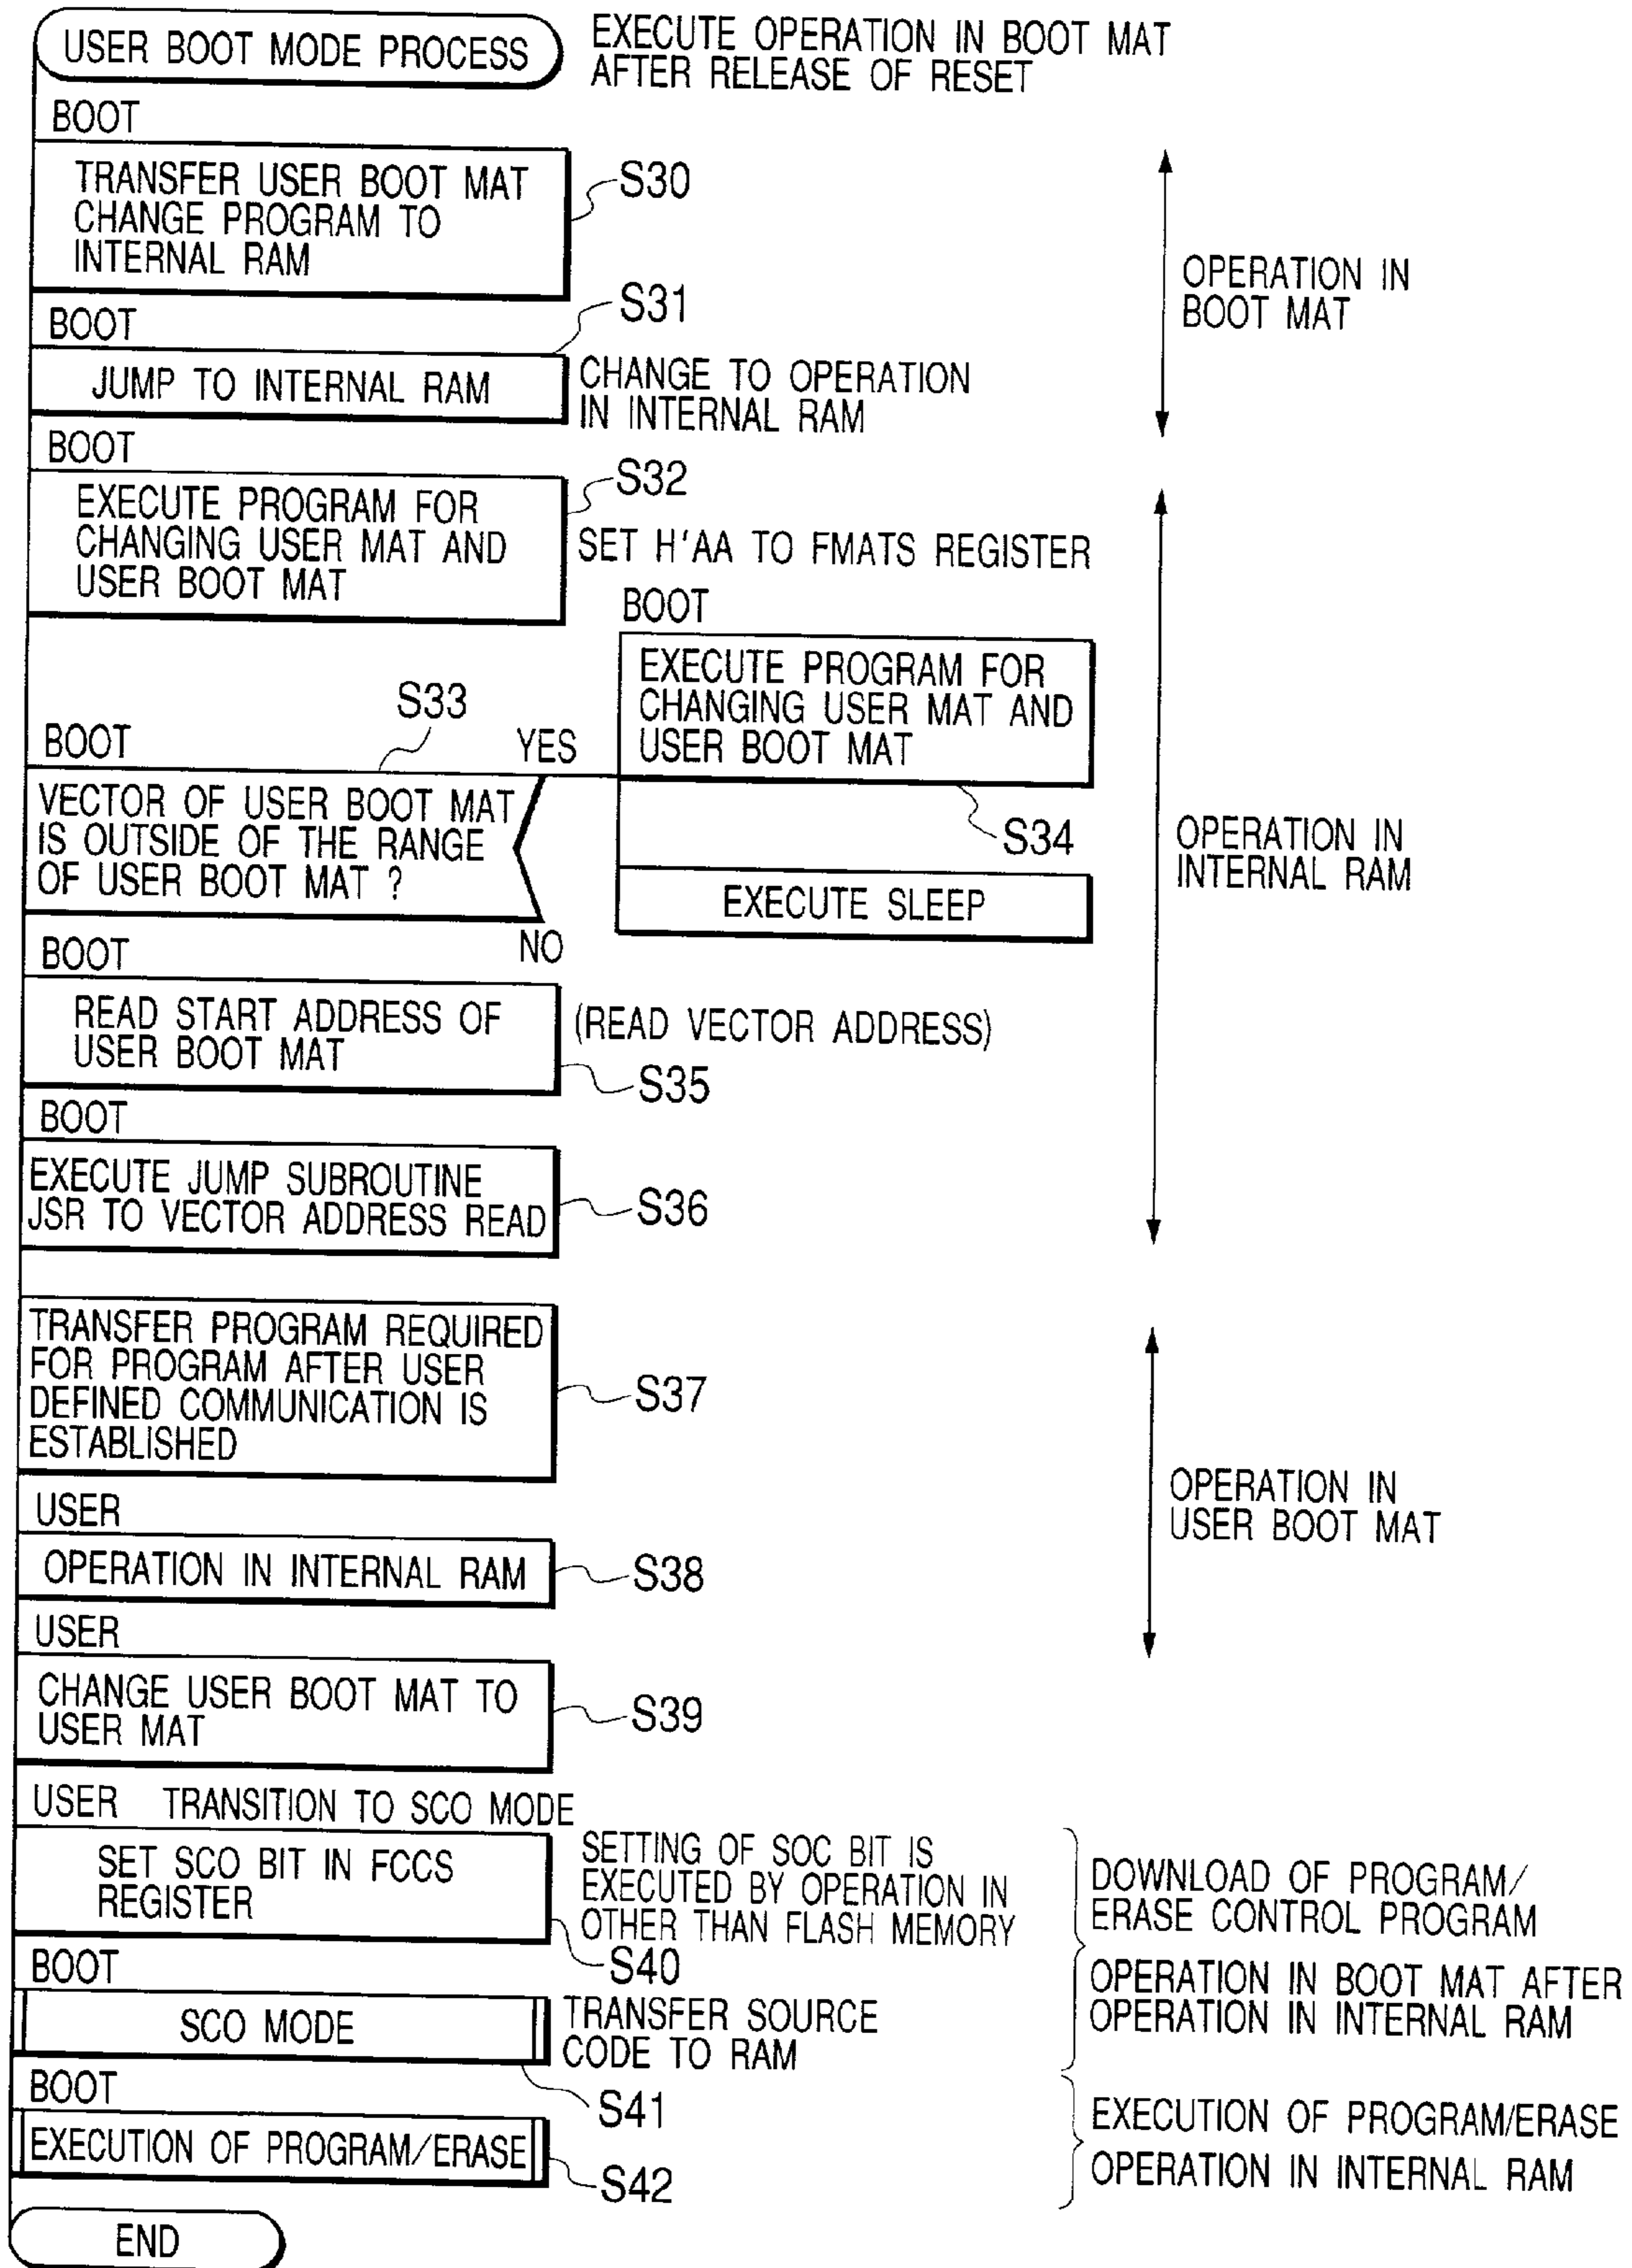 USER BOOT MODE PROCESS
EXECUTE OPERATION IN BOOT MAT
AFTER RELEASE OF RESET
BOOT
TRANSFER USER BOOT MAT
CHANGE PROGRAM TO
INTERNAL RAM
S30
OPERATION IN
BOOT MAT
BOOT
S31
JUMP TO INTERNAL RAM
CHANGE TO OPERATION
IN INTERNAL RAM
BOOT
S32
EXECUTE PROGRAM FOR
CHANGING USER MAT AND
USER BOOT MAT
SET H'AA TO FMATS REGISTER
BOOT
EXECUTE PROGRAM FOR
CHANGING USER MAT AND
USER BOOT MAT
S34
EXECUTE SLEEP
OPERATION IN
INTERNAL RAM
BOOT
S33
YES
VECTOR OF USER BOOT MAT
IS OUTSIDE OF THE RANGE
OF USER BOOT MAT ?
NO
BOOT
READ START ADDRESS OF
USER BOOT MAT
(READ VECTOR ADDRESS)
S35
BOOT
EXECUTE JUMP SUBROUTINE
JSR TO VECTOR ADDRESS READ
S36
TRANSFER PROGRAM REQUIRED
FOR PROGRAM AFTER USER
DEFINED COMMUNICATION IS
ESTABLISHED
S37
OPERATION IN
USER BOOT MAT
USER
OPERATION IN INTERNAL RAM
S38
USER
CHANGE USER BOOT MAT TO
USER MAT
S39
USER TRANSITION TO SCO MODE
SET SCO BIT IN FCCS
REGISTER
SETTING OF SOC BIT IS
EXECUTED BY OPERATION IN
OTHER THAN FLASH MEMORY
S40
DOWNLOAD OF PROGRAM/
ERASE CONTROL PROGRAM
OPERATION IN BOOT MAT AFTER
OPERATION IN INTERNAL RAM
BOOT
SCO MODE
TRANSFER SOURCE
CODE TO RAM
S41
BOOT
EXECUTION OF PROGRAM/ERASE
S42
EXECUTION OF PROGRAM/ERASE
OPERATION IN INTERNAL RAM
END